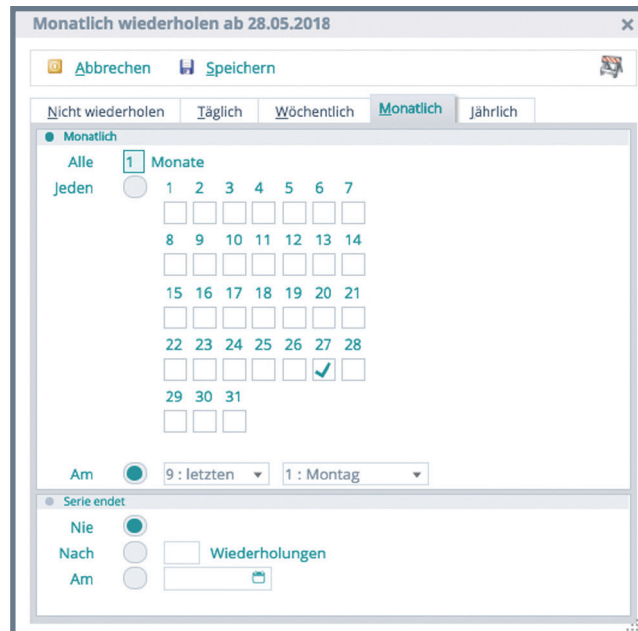 Monatlich wiederholen ab 28.05.2018
Abbrechen Speichern
Nicht wiederholen Täglich Wöchentlich Monatlich Jährlich
Monatlich
Alle 1 Monate
Jeden 1 2 3 4 5 6 7
8 9 10 11 12 13 14
15 16 17 18 19 20 21
22 23 24 25 26 27 28
29 30 31
Am 9 : letzten 1 : Montag
Serie endet
Nie
Nach Wiederholungen
Am